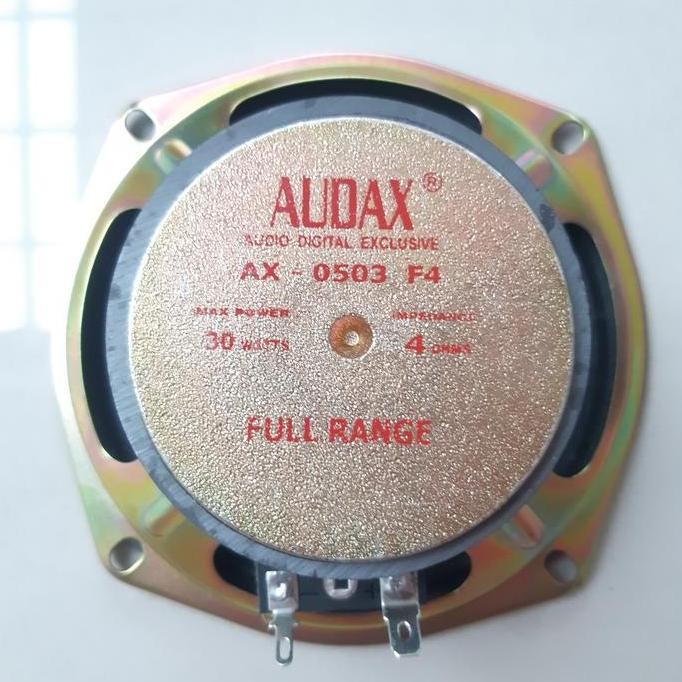 AUDAX®
AUDIO DIGITAL EXCLUSIVE
AX - 0503 F4
MAX POWER IMPEDANCE
30 WATTS 4 OHMS
FULL RANGE